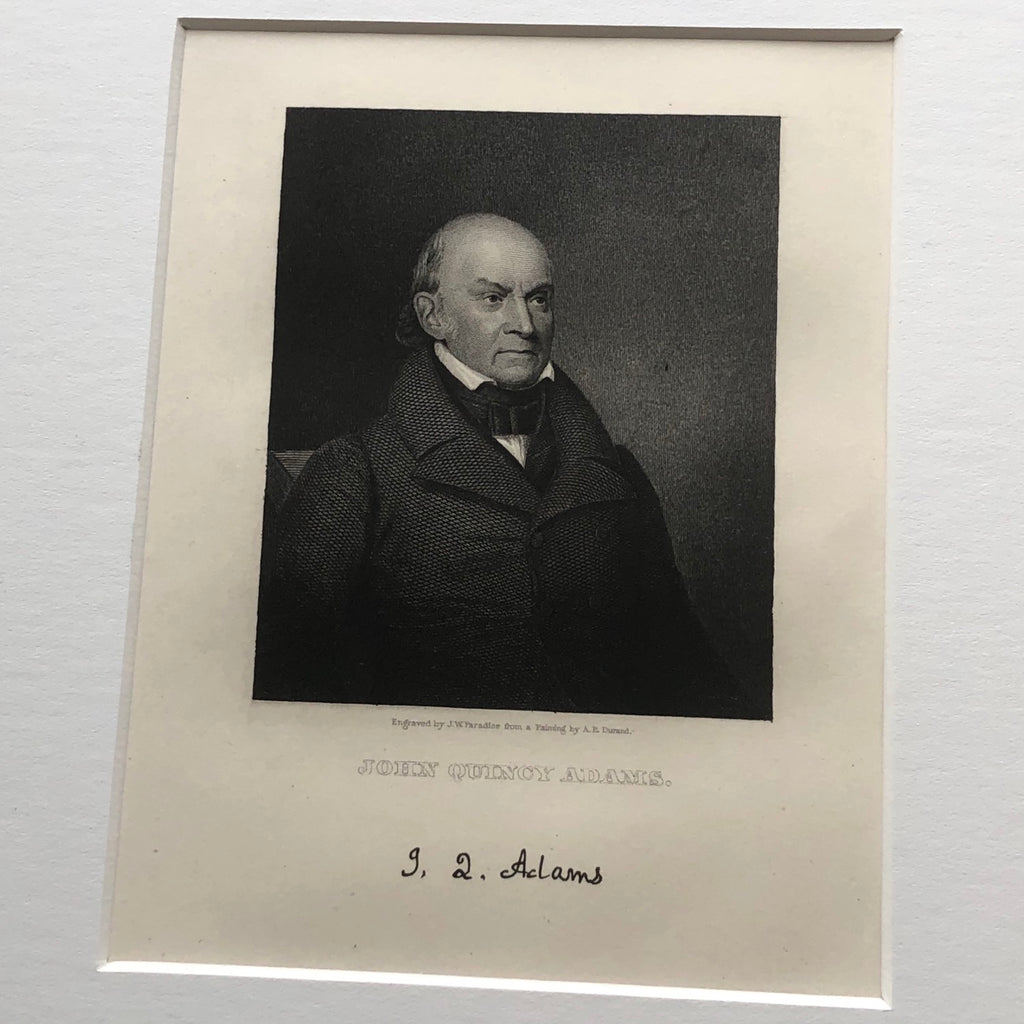 Engraved by J.W. Paradise from a Painting by A.B. Durand.
JOHN QUINCY ADAMS.
J. Q. Adams